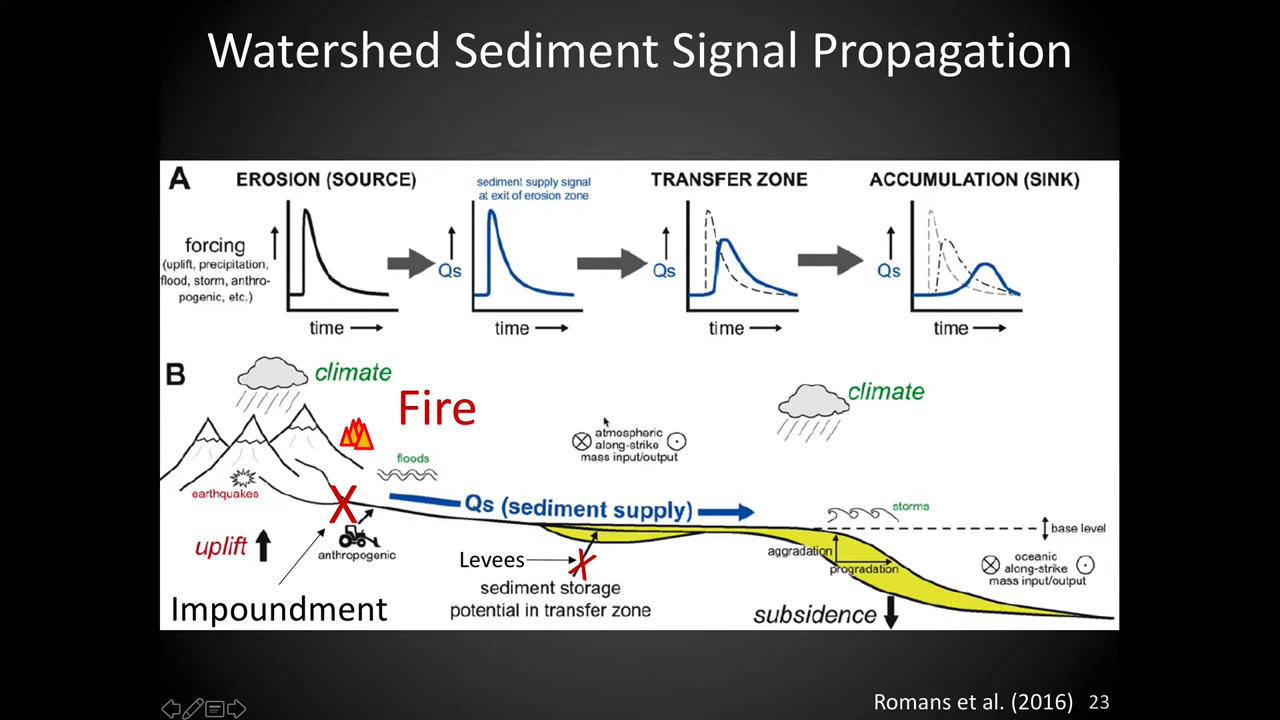 Watershed Sediment Signal Propagation
A
EROSION (SOURCE)
sediment supply signal
at exit of erosion zone
TRANSFER ZONE
ACCUMULATION (SINK)
forcing
(uplift, precipitation,
flood, storm, anthro-
pogenic, etc.)
Qs
Qs
Qs
time
time
time
time
B
climate
Fire
climate
atmospheric
along-strike
mass input/output
floods
earthquakes
Qs (sediment supply)
storms
base level
uplift
anthropogenic
Levees
aggradation
progradation
oceanic
along-strike
mass input/output
sediment storage
potential in transfer zone
Impoundment
subsidence
Romans et al. (2016) 23